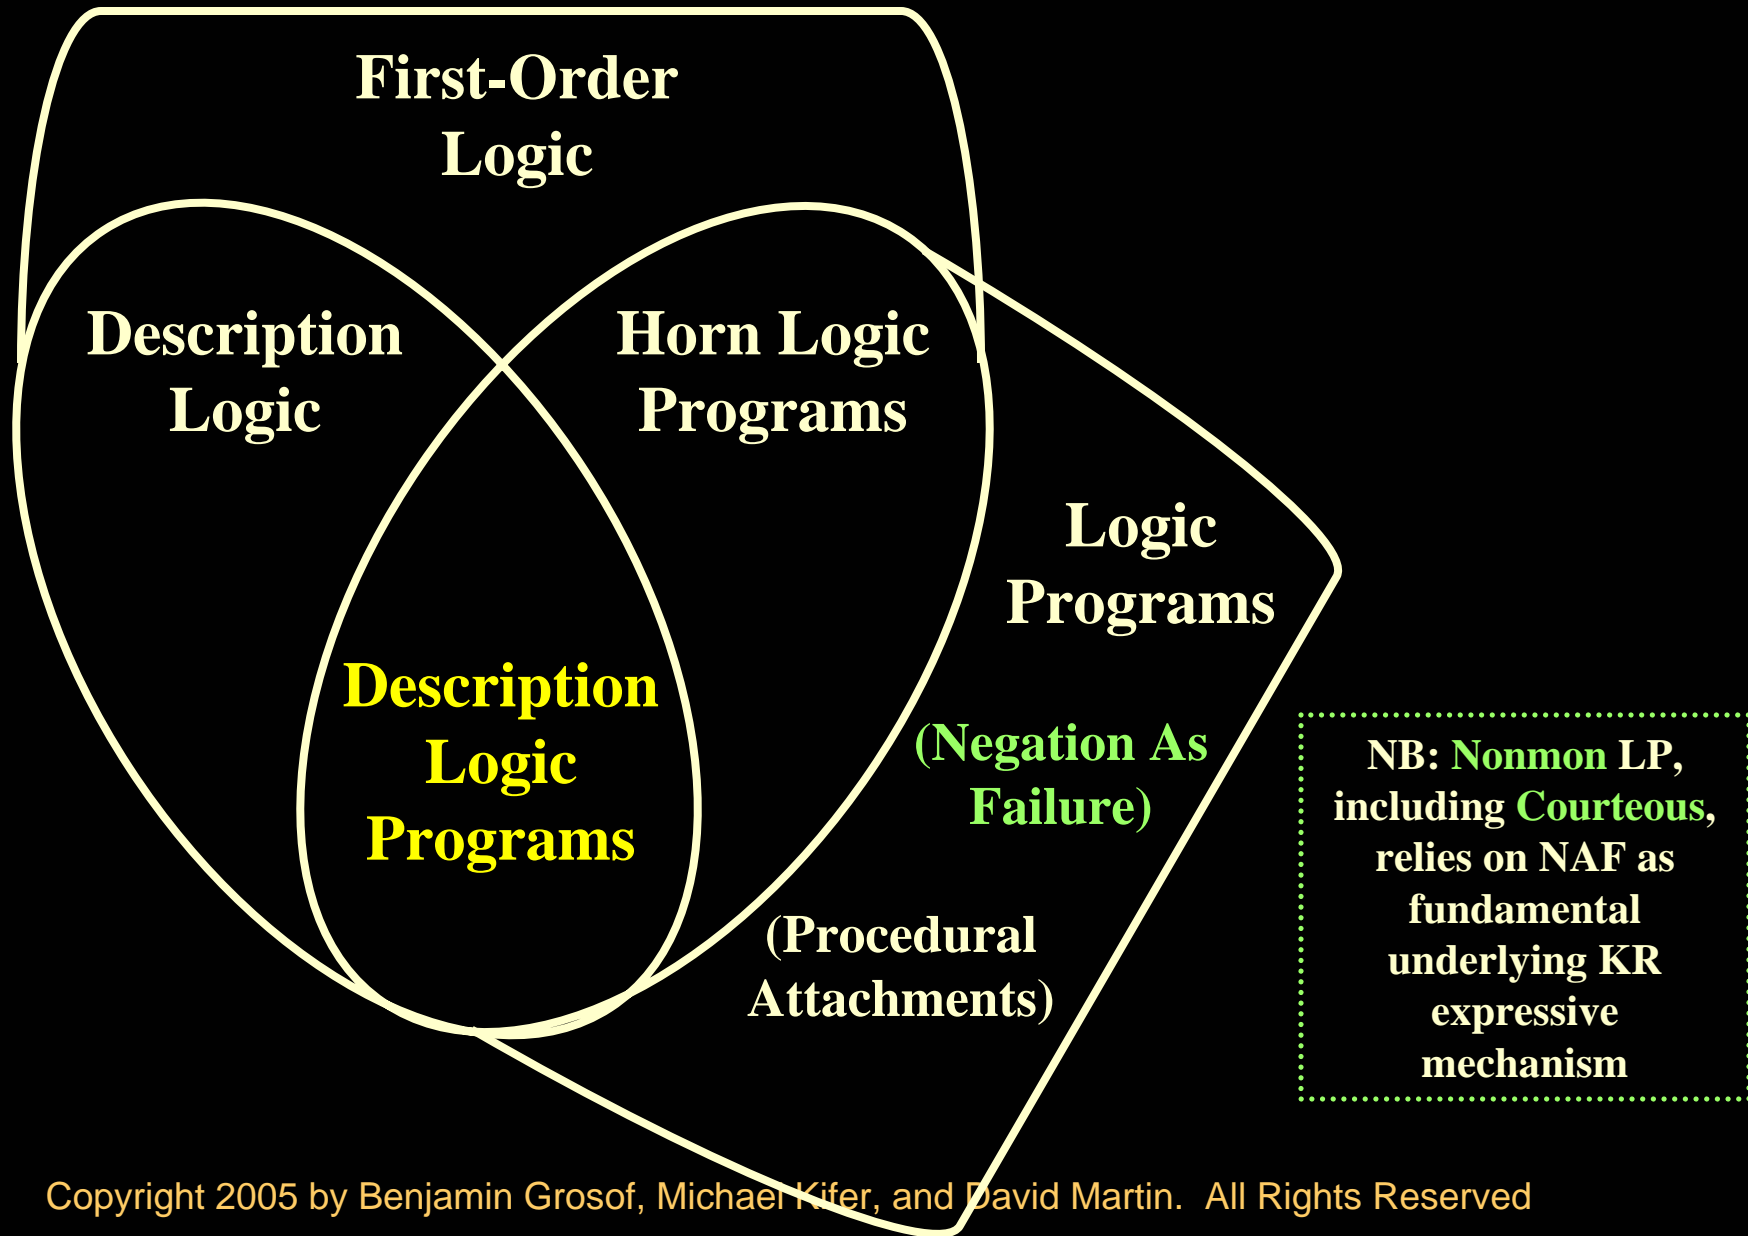 First-Order
Logic
Description
Logic
Horn Logic
Programs
Logic
Programs
Description
Logic
Programs
(Negation As
Failure)
(Procedural
Attachments)
NB: Nonmon LP,
including Courteous,
relies on NAF as
fundamental
underlying KR
expressive
mechanism
Copyright 2005 by Benjamin Grosof, Michael Kifer, and David Martin.  All Rights Reserved